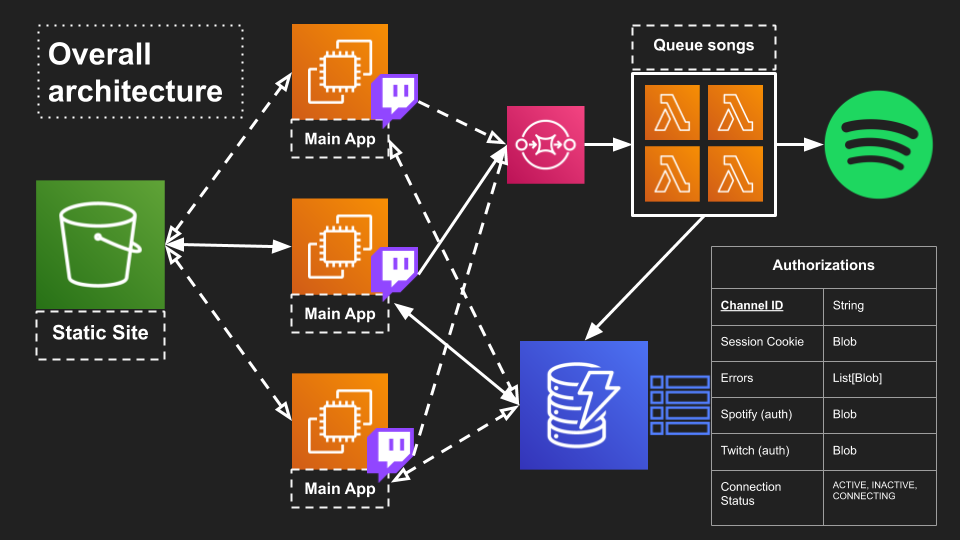 Overall
architecture
Main App
Main App
Main App
Static Site
Queue songs
Authorizations
Channel ID String
Session Cookie Blob
Errors List[Blob]
Spotify (auth) Blob
Twitch (auth) Blob
Connection Status ACTIVE, INACTIVE, CONNECTING